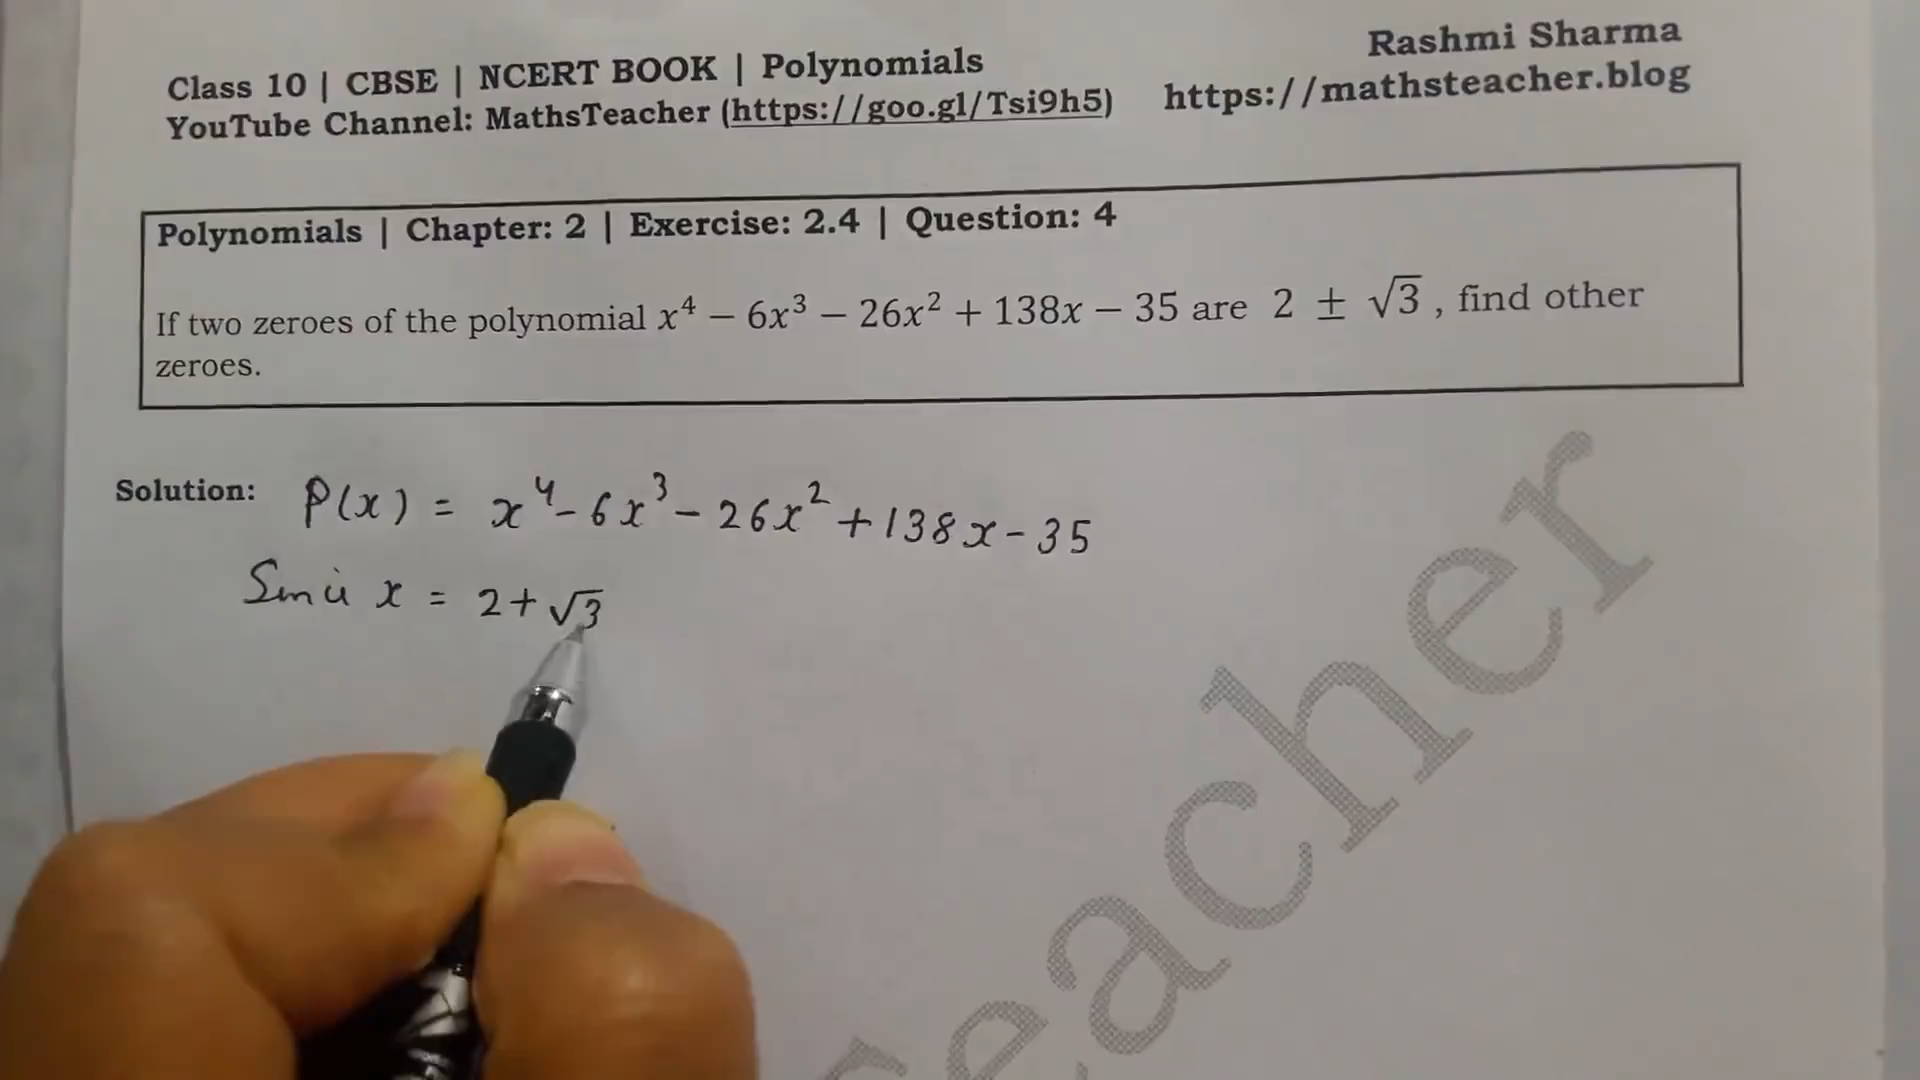 Class 10 | CBSE | NCERT BOOK | Polynomials
YouTube Channel: MathsTeacher (https://goo.gl/Tsi9h5)
Rashmi Sharma
https://mathsteacher.blog
Polynomials | Chapter: 2 | Exercise: 2.4 | Question: 4
If two zeroes of the polynomial x⁴ − 6x³ − 26x² + 138x − 35 are 2 ± √3 , find other
zeroes.
Solution: P(x) = x⁴ - 6x³ - 26x² + 138x - 35
x = 2 + √3
eacher